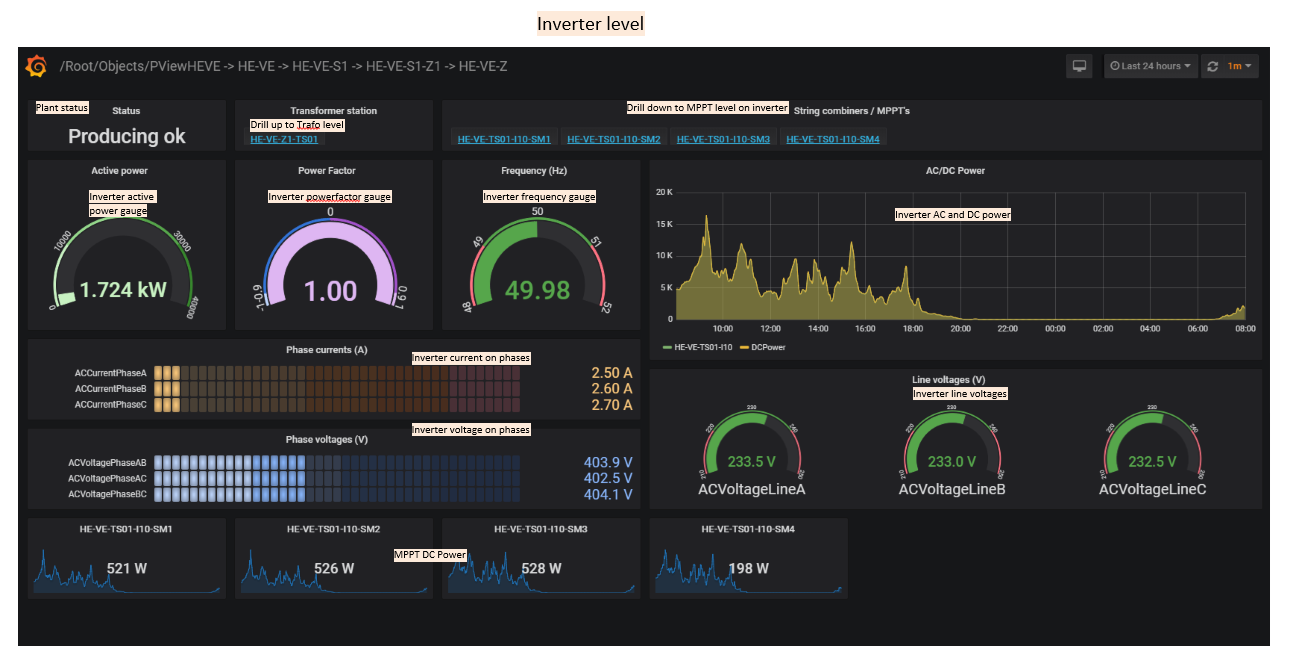 Inverter level
/Root/Objects/PViewHEVE -> HE-VE -> HE-VE-S1 -> HE-VE-S1-Z1 -> HE-VE-Z
Last 24 hours
1m
Plant status
Status
Producing ok
Transformer station
Drill up to Trafo level
HE-VE-Z1-TS01
Drill down to MPPT level on inverter
String combiners / MPPT's
HE-VE-TS01-I10-SM1
HE-VE-TS01-I10-SM2
HE-VE-TS01-I10-SM3
HE-VE-TS01-I10-SM4
Active power
Inverter active
power gauge
0
10000
30000
40000
1.724 kW
Power Factor
Inverter powerfactor gauge
0
-1-0.9
0.9 1
1.00
Frequency (Hz)
Inverter frequency gauge
48
49
50
51
52
49.98
AC/DC Power
Inverter AC and DC power
20 K
15 K
10 K
5 K
0
10:00
12:00
14:00
16:00
18:00
20:00
22:00
00:00
02:00
04:00
06:00
08:00
HE-VE-TS01-I10
DCPower
Phase currents (A)
Inverter current on phases
ACCurrentPhaseA
2.50 A
ACCurrentPhaseB
2.60 A
ACCurrentPhaseC
2.70 A
Phase voltages (V)
Inverter voltage on phases
ACVoltagePhaseAB
403.9 V
ACVoltagePhaseAC
402.5 V
ACVoltagePhaseBC
404.1 V
Line voltages (V)
Inverter line voltages
220
230
240
233.5 V
ACVoltageLineA
220
230
240
233.0 V
ACVoltageLineB
220
230
240
232.5 V
ACVoltageLineC
HE-VE-TS01-I10-SM1
521 W
HE-VE-TS01-I10-SM2
526 W
MPPT DC Power
HE-VE-TS01-I10-SM3
528 W
HE-VE-TS01-I10-SM4
198 W